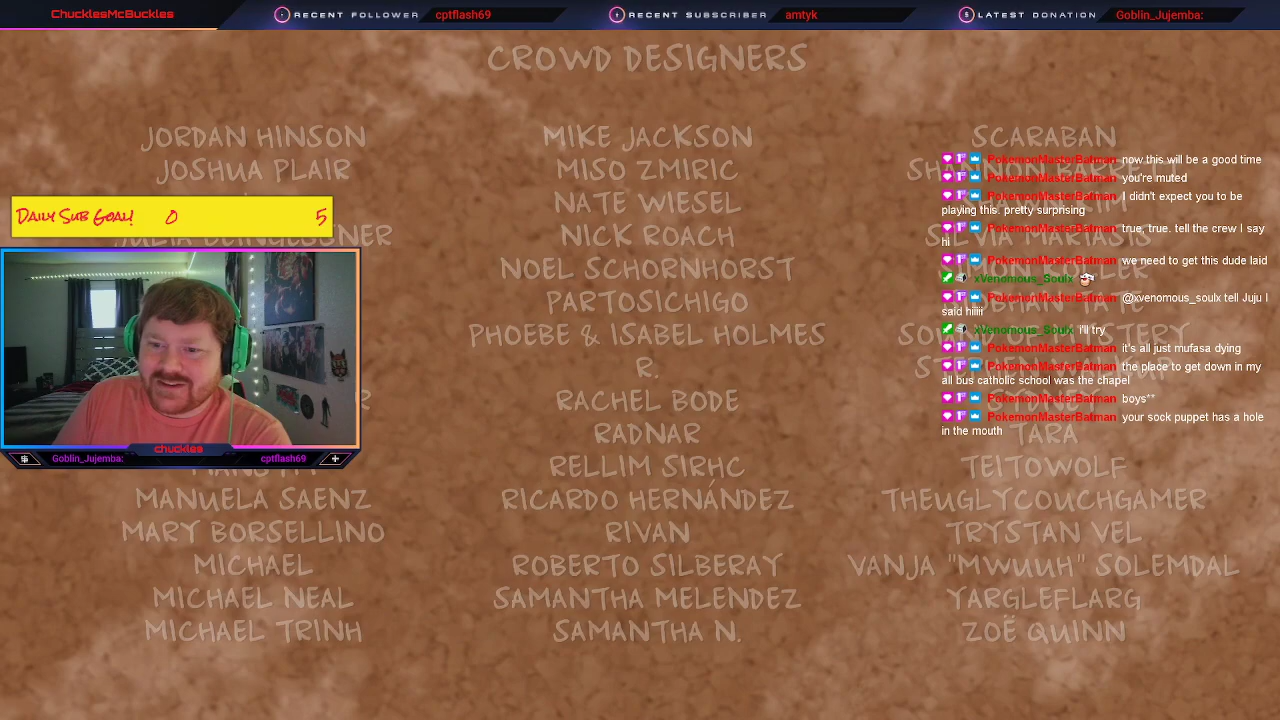 ChucklesMcBuckles
RECENT FOLLOWER cptflash69
RECENT SUBSCRIBER amtyk
LATEST DONATION Goblin_Jujemba:
CROWD DESIGNERS
JORDAN HINSON
JOSHUA PLAIR
MANUELA SAENZ
MARY BORSELLINO
MICHAEL
MICHAEL NEAL
MICHAEL TRINH
MIKE JACKSON
MISO ZMIRIC
NATE WIESEL
NICK ROACH
NOEL SCHORNHORST
PARTOSICHIGO
PHOEBE & ISABEL HOLMES
R.
RACHEL BODE
RADNAR
RELLIM SIRHC
RICARDO HERNÁNDEZ
RIVAN
ROBERTO SILBERAY
SAMANTHA MELENDEZ
SAMANTHA N.
SCARABAN
TARA
TEITOWOLF
THEUGLYCOUCHGAMER
TRYSTAN VEL
VANJA "MWUUH" SOLEMDAL
YARGLEFLARG
ZOË QUINN
DAILY SUB GOAL! 0 5
chuckles
Goblin_Jujemba: cptflash69
PokemonMasterBatman now this will be a good time
PokemonMasterBatman you're muted
PokemonMasterBatman I didn't expect you to be
playing this. pretty surprising
PokemonMasterBatman true, true. tell the crew I say
hi
PokemonMasterBatman we need to get this dude laid
xVenomous_Soulx
PokemonMasterBatman @xvenomous_soulx tell Juju I
said hiiiii
xVenomous_Soulx i'll try
PokemonMasterBatman it's all just mufasa dying
PokemonMasterBatman the place to get down in my
all bus catholic school was the chapel
PokemonMasterBatman boys**
PokemonMasterBatman your sock puppet has a hole
in the mouth